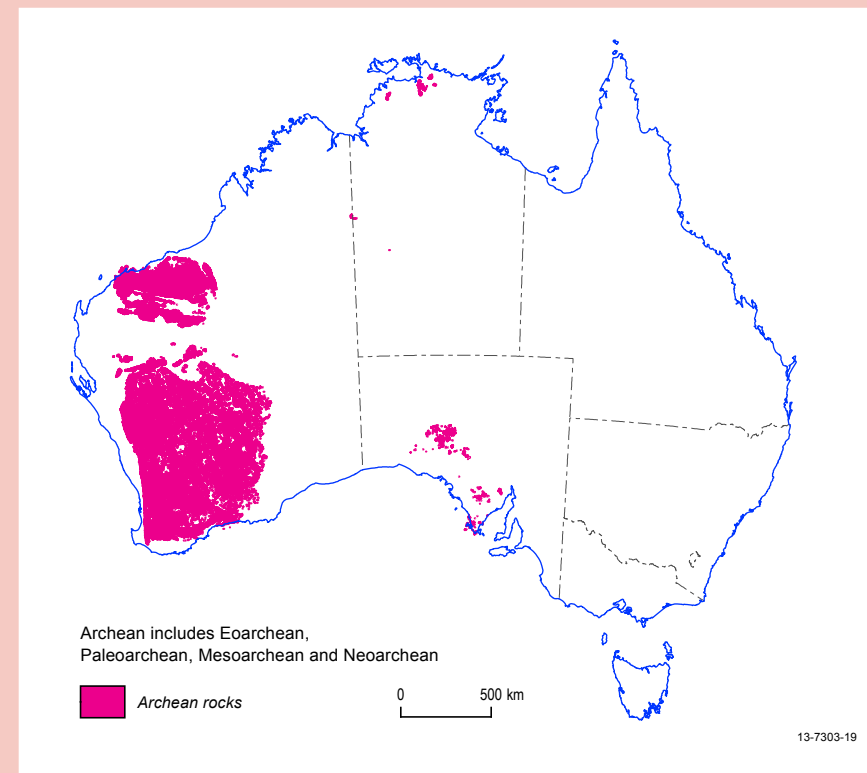 Archean includes Eoarchean,
Paleoarchean, Mesoarchean and Neoarchean
Archean rocks
0 500 km
13-7303-19